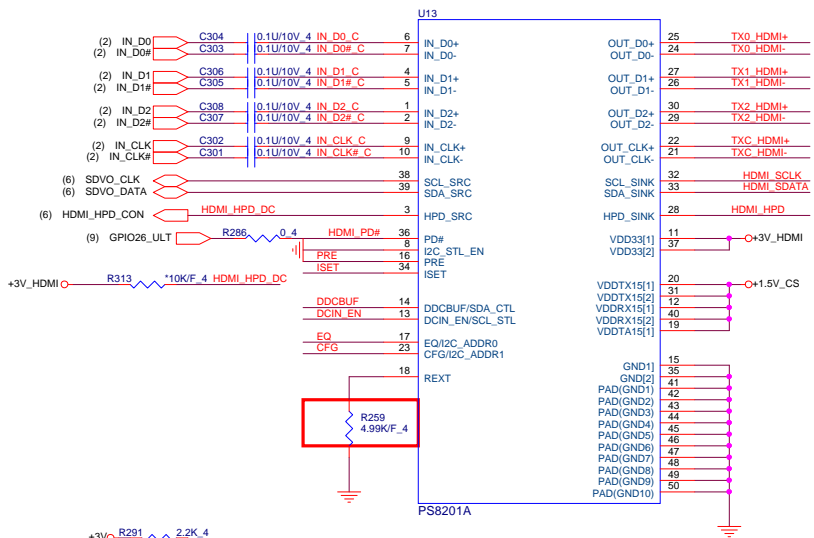 U13
(2) IN_D0 C304 0.1U/10V_4 IN_D0_C 6 IN_D0+ OUT_D0+ 25 TX0_HDMI+
(2) IN_D0# C303 0.1U/10V_4 IN_D0#_C 7 IN_D0- OUT_D0- 24 TX0_HDMI-
(2) IN_D1 C306 0.1U/10V_4 IN_D1_C 4 IN_D1+ OUT_D1+ 27 TX1_HDMI+
(2) IN_D1# C305 0.1U/10V_4 IN_D1#_C 5 IN_D1- OUT_D1- 26 TX1_HDMI-
(2) IN_D2 C308 0.1U/10V_4 IN_D2_C 1 IN_D2+ OUT_D2+ 30 TX2_HDMI+
(2) IN_D2# C307 0.1U/10V_4 IN_D2#_C 2 IN_D2- OUT_D2- 29 TX2_HDMI-
(2) IN_CLK C302 0.1U/10V_4 IN_CLK_C 9 IN_CLK+ OUT_CLK+ 22 TXC_HDMI+
(2) IN_CLK# C301 0.1U/10V_4 IN_CLK#_C 10 IN_CLK- OUT_CLK- 21 TXC_HDMI-
(6) SDVO_CLK 38 SCL_SRC SCL_SINK 32 HDMI_SCLK
(6) SDVO_DATA 39 SDA_SRC SDA_SINK 33 HDMI_SDATA
(6) HDMI_HPD_CON HDMI_HPD_DC 3 HPD_SRC HPD_SINK 28 HDMI_HPD
(9) GPIO26_ULT R286 0_4 HDMI_PD# 36 PD# VDD33[1] 11 +3V_HDMI
8 I2C_STL_EN VDD33[2] 37
PRE 16 PRE
ISET 34 ISET
+3V_HDMI R313 *10K/F_4 HDMI_HPD_DC
VDDTX15[1] 20 +1.5V_CS
VDDTX15[2] 31
DDCBUF 14 DDCBUF/SDA_CTL VDDRX15[1] 12
DCIN_EN 13 DCIN_EN/SCL_STL VDDRX15[2] 40
VDDTA15[1] 19
EQ 17 EQ/I2C_ADDR0
CFG 23 CFG/I2C_ADDR1
GND1] 15
18 REXT GND[2] 35
PAD(GND1) 41
PAD(GND2) 42
PAD(GND3) 43
R259 PAD(GND4) 44
4.99K/F_4 PAD(GND5) 45
PAD(GND6) 46
PAD(GND7) 47
PAD(GND8) 48
PAD(GND9) 49
PAD(GND10) 50
PS8201A
+3V R291 2.2K_4